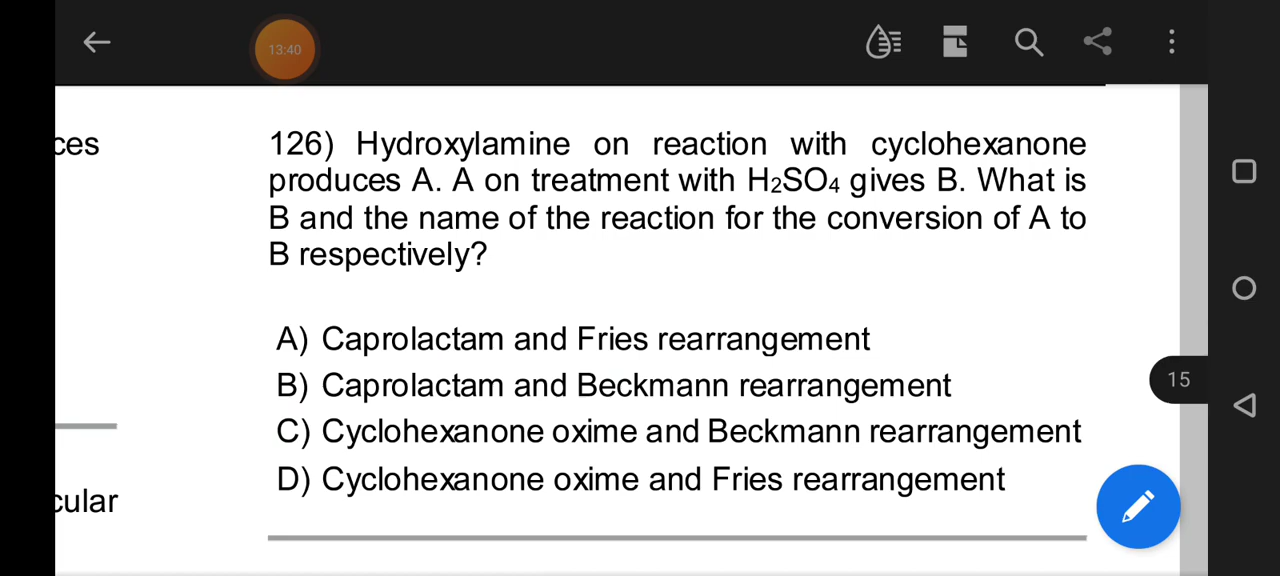 13:40
ces
126) Hydroxylamine on reaction with cyclohexanone
produces A. A on treatment with H₂SO₄ gives B. What is
B and the name of the reaction for the conversion of A to
B respectively?
A) Caprolactam and Fries rearrangement
B) Caprolactam and Beckmann rearrangement
C) Cyclohexanone oxime and Beckmann rearrangement
D) Cyclohexanone oxime and Fries rearrangement
15
cular